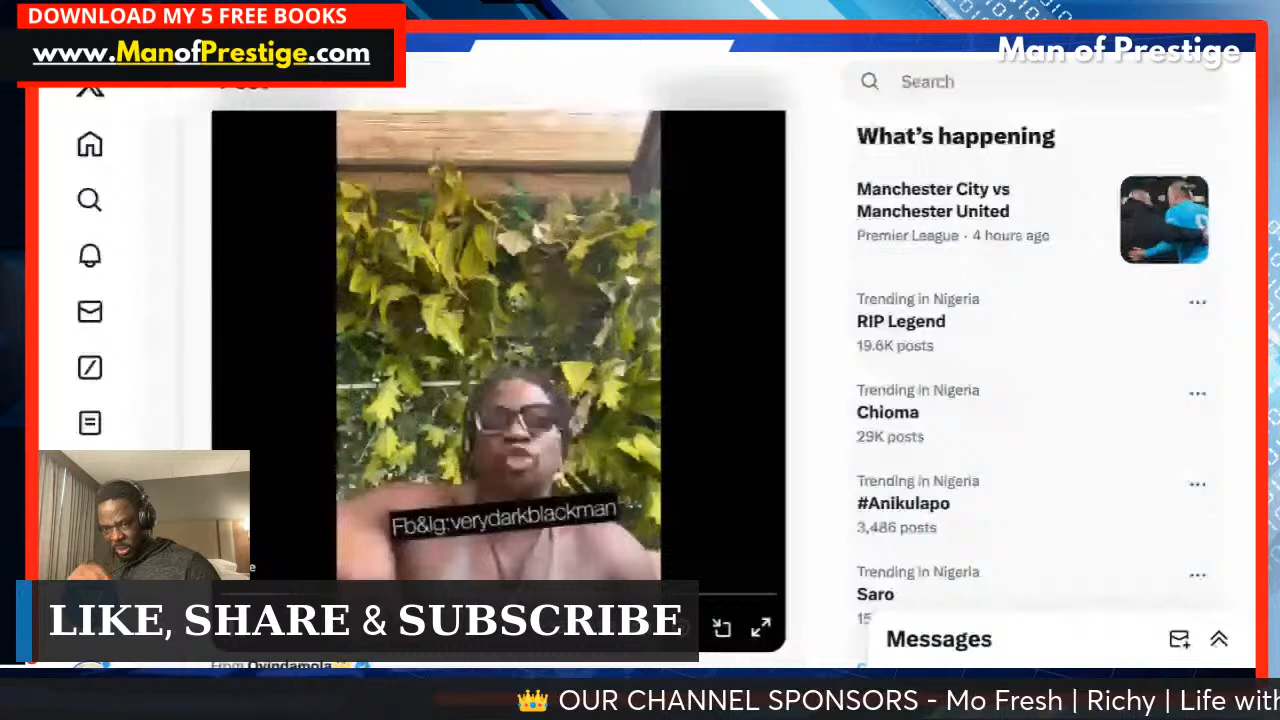 DOWNLOAD MY 5 FREE BOOKS
www.ManofPrestige.com
Man of Prestige
Search
What's happening
Manchester City vs
Manchester United
Premier League · 4 hours ago
Trending in Nigeria
RIP Legend
19.6K posts
Trending in Nigeria
Chioma
29K posts
Trending in Nigeria
#Anikulapo
3,486 posts
Trending in Nigeria
Saro
Fb&Ig:verydarkblackman
LIKE, SHARE & SUBSCRIBE
Messages
From Oyindamola
👑 OUR CHANNEL SPONSORS - Mo Fresh | Richy | Life with